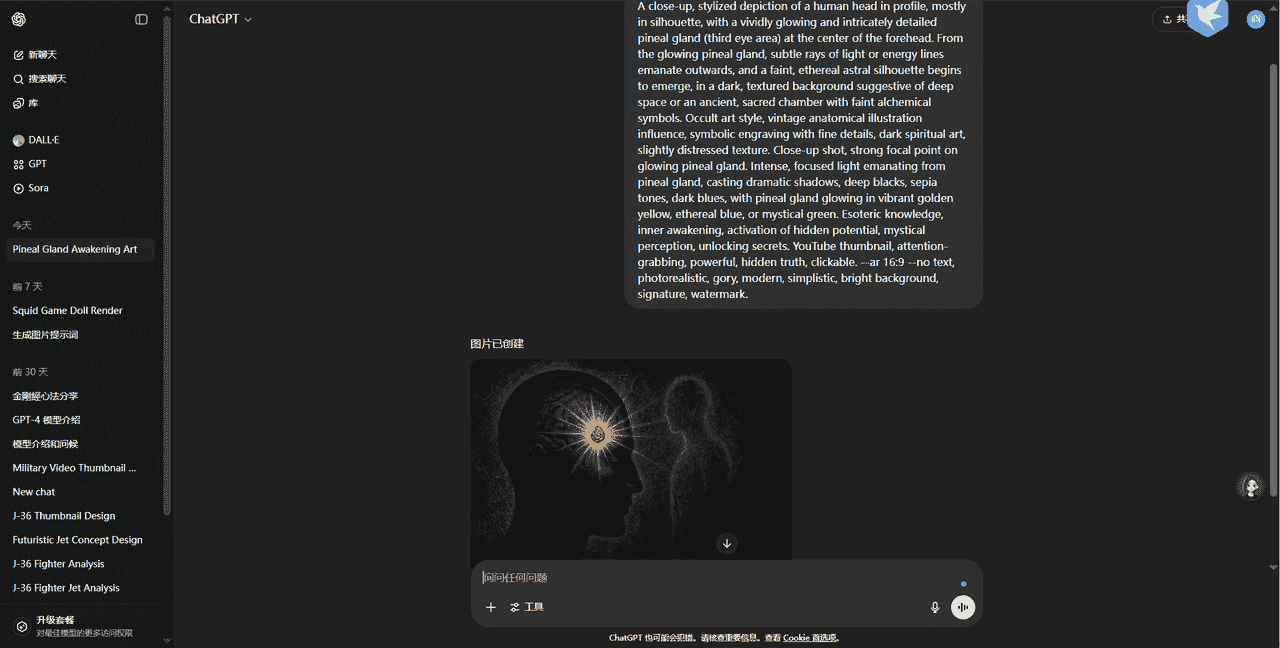 ChatGPT
新聊天
搜索聊天
库
DALL·E
GPT
Sora
今天
Pineal Gland Awakening Art
前 7 天
Squid Game Doll Render
生成图片提示词
前 30 天
金剛經心法分享
GPT-4 模型介绍
模型介绍和问候
Military Video Thumbnail ...
New chat
J-36 Thumbnail Design
Futuristic Jet Concept Design
J-36 Fighter Analysis
J-36 Fighter Jet Analysis
升级套餐
对最佳模型的更多访问权限
共
A close-up, stylized depiction of a human head in profile, mostly
in silhouette, with a vividly glowing and intricately detailed
pineal gland (third eye area) at the center of the forehead. From
the glowing pineal gland, subtle rays of light or energy lines
emanate outwards, and a faint, ethereal astral silhouette begins
to emerge, in a dark, textured background suggestive of deep
space or an ancient, sacred chamber with faint alchemical
symbols. Occult art style, vintage anatomical illustration
influence, symbolic engraving with fine details, dark spiritual art,
slightly distressed texture. Close-up shot, strong focal point on
glowing pineal gland. Intense, focused light emanating from
pineal gland, casting dramatic shadows, deep blacks, sepia
tones, dark blues, with pineal gland glowing in vibrant golden
yellow, ethereal blue, or mystical green. Esoteric knowledge,
inner awakening, activation of hidden potential, mystical
perception, unlocking secrets. YouTube thumbnail, attention-
grabbing, powerful, hidden truth, clickable. --ar 16:9 --no text,
photorealistic, gory, modern, simplistic, bright background,
signature, watermark.
图片已创建
询问任何问题
工具
ChatGPT 也可能会犯错。请核查重要信息。查看 Cookie 首选项。